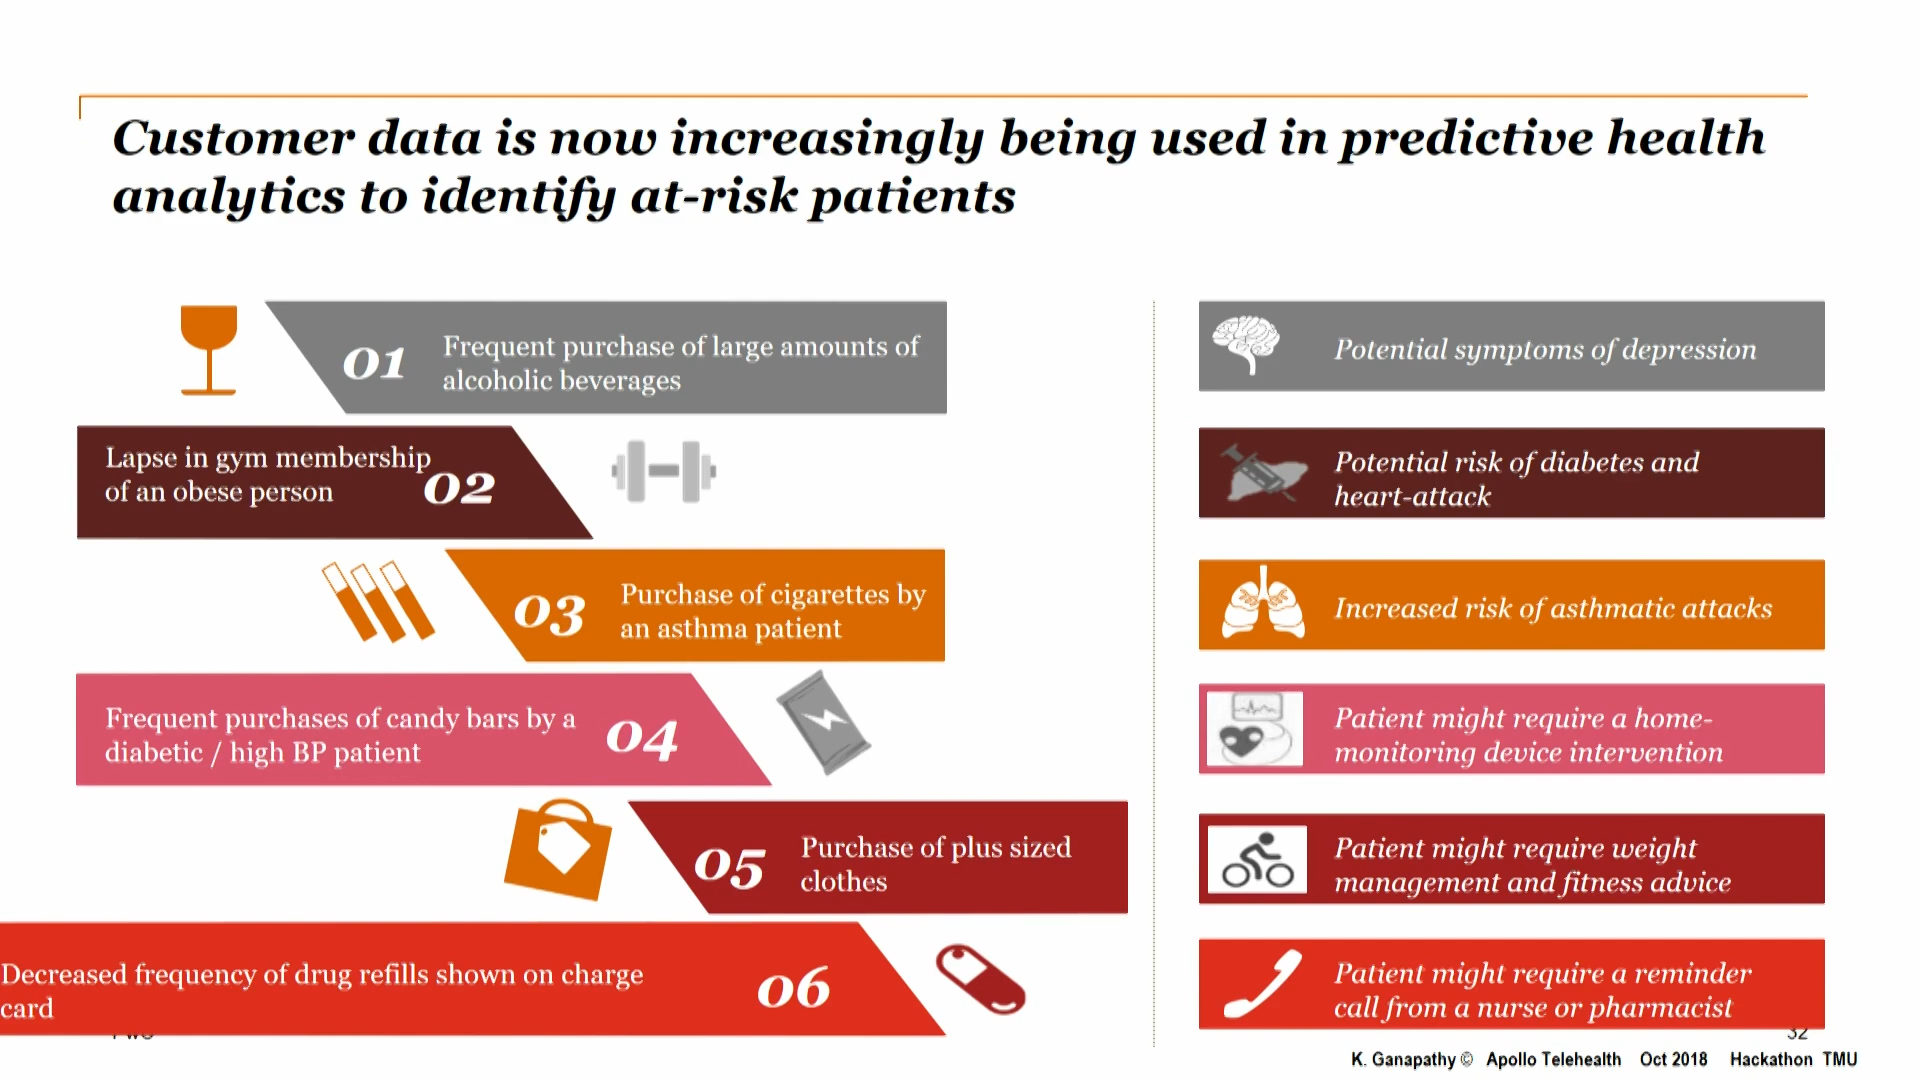 Customer data is now increasingly being used in predictive health
analytics to identify at-risk patients
01
Frequent purchase of large amounts of
alcoholic beverages
Potential symptoms of depression
Lapse in gym membership
of an obese person
02
Potential risk of diabetes and
heart-attack
03
Purchase of cigarettes by
an asthma patient
Increased risk of asthmatic attacks
Frequent purchases of candy bars by a
diabetic / high BP patient
04
Patient might require a home-
monitoring device intervention
05
Purchase of plus sized
clothes
Patient might require weight
management and fitness advice
Decreased frequency of drug refills shown on charge
card
06
Patient might require a reminder
call from a nurse or pharmacist
32
K. Ganapathy © Apollo Telehealth Oct 2018 Hackathon TMU